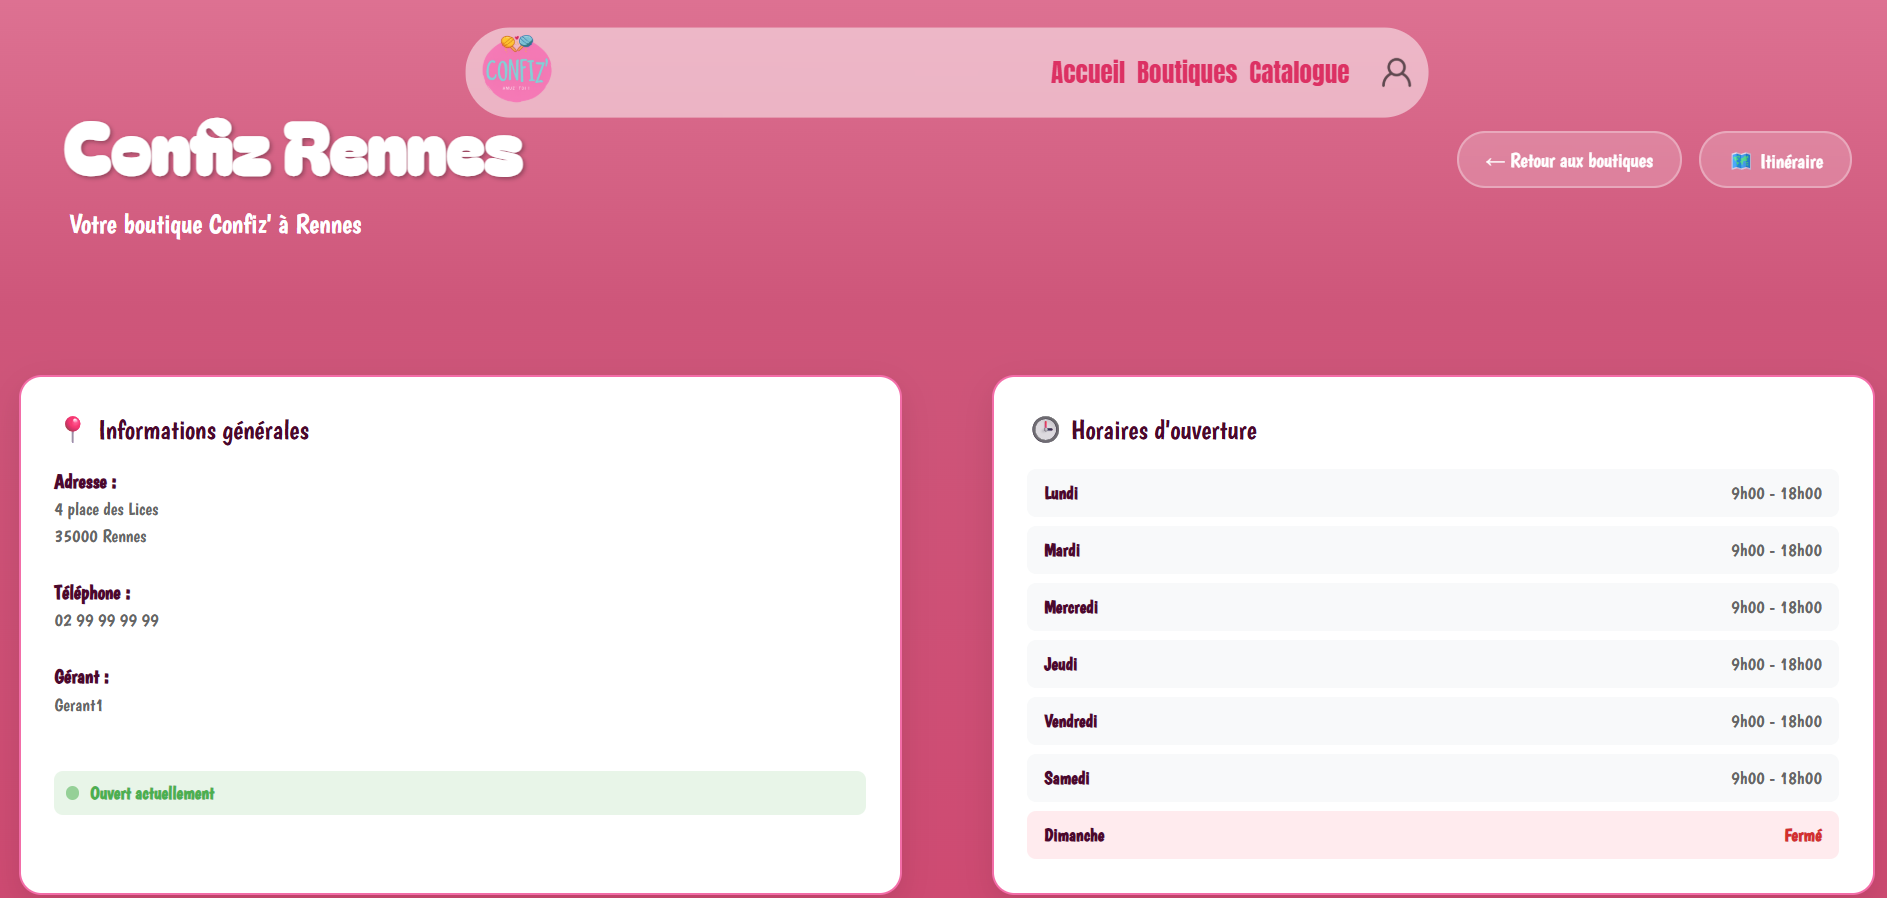 CONFIZ'
Accueil Boutiques Catalogue
Confiz Rennes
← Retour aux boutiques
Itinéraire
Votre boutique Confiz' à Rennes
Informations générales
Adresse :
4 place des Lices
35000 Rennes
Téléphone :
02 99 99 99 99
Gérant :
Gerant1
Ouvert actuellement
Horaires d'ouverture
Lundi 9h00 - 18h00
Mardi 9h00 - 18h00
Mercredi 9h00 - 18h00
Jeudi 9h00 - 18h00
Vendredi 9h00 - 18h00
Samedi 9h00 - 18h00
Dimanche Fermé